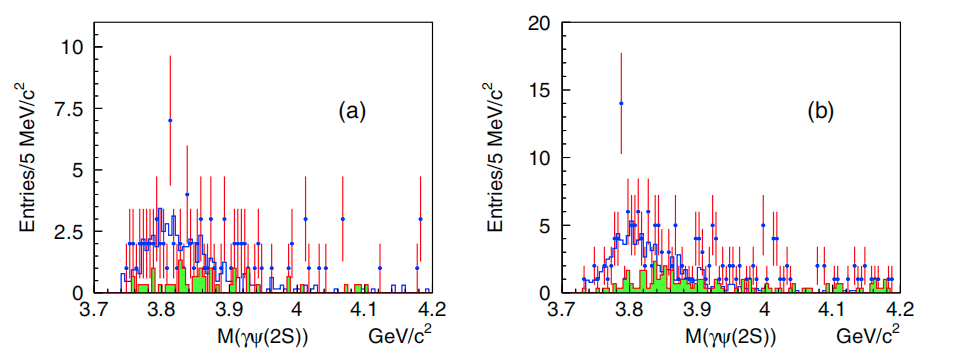 Entries/5 MeV/c²
10
7.5
5
2.5
0
(a)
3.7 3.8 3.9 4 4.1 4.2
M(γψ(2S)) GeV/c²
Entries/5 MeV/c²
20
15
10
5
0
(b)
3.7 3.8 3.9 4 4.1 4.2
M(γψ(2S)) GeV/c²